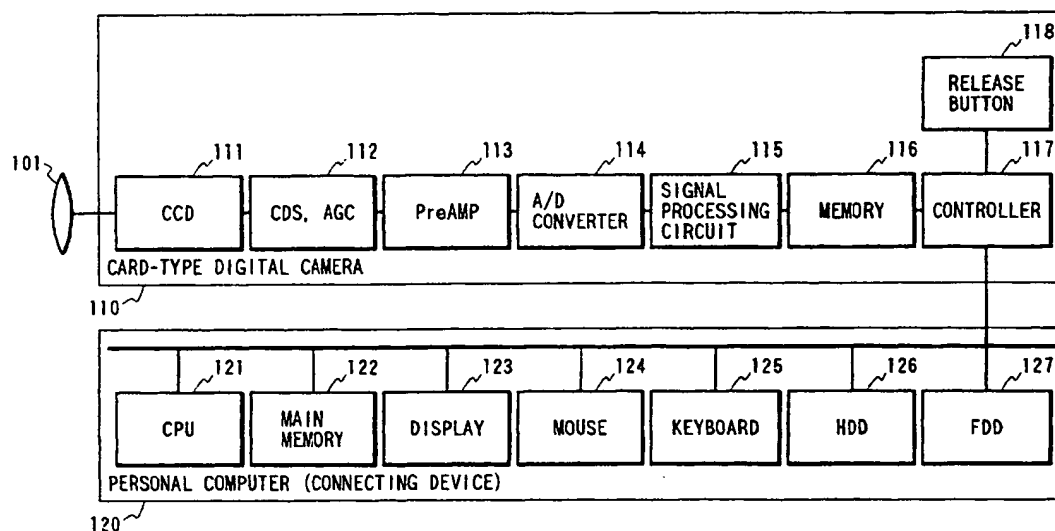 118
RELEASE
BUTTON
101
111
112
113
114
115
116
117
CCD
CDS, AGC
PreAMP
A/D
CONVERTER
SIGNAL
PROCESSING
CIRCUIT
MEMORY
CONTROLLER
CARD-TYPE DIGITAL CAMERA
110
121
122
123
124
125
126
127
CPU
MAIN
MEMORY
DISPLAY
MOUSE
KEYBOARD
HDD
FDD
PERSONAL COMPUTER (CONNECTING DEVICE)
120